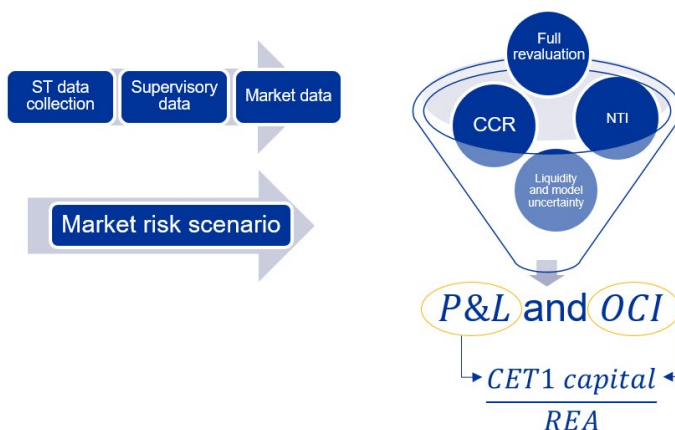 ST data
collection
Supervisory
data
Market data
Market risk scenario
Full
revaluation
CCR
NTI
Liquidity
and model
uncertainty
P&L and OCI
CET1 capital
REA